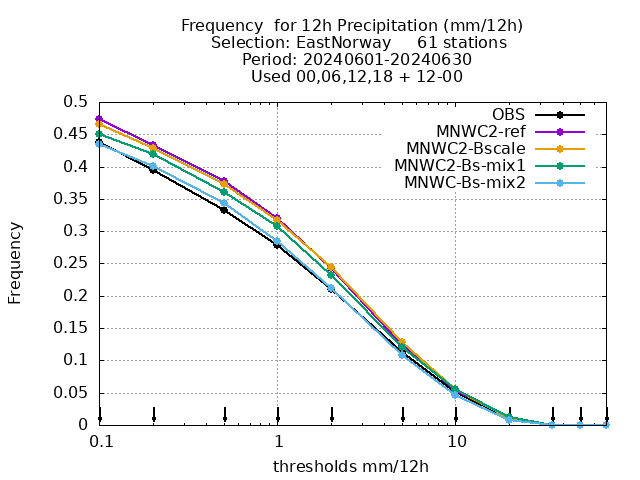 Frequency  for 12h Precipitation (mm/12h)
Selection: EastNorway     61 stations
Period: 20240601-20240630
Used 00,06,12,18 + 12-00
OBS
MNWC2-ref
MNWC2-Bscale
MNWC2-Bs-mix1
MNWC-Bs-mix2
Frequency
0.5
0.45
0.4
0.35
0.3
0.25
0.2
0.15
0.1
0.05
0
0.1 1 10
thresholds mm/12h